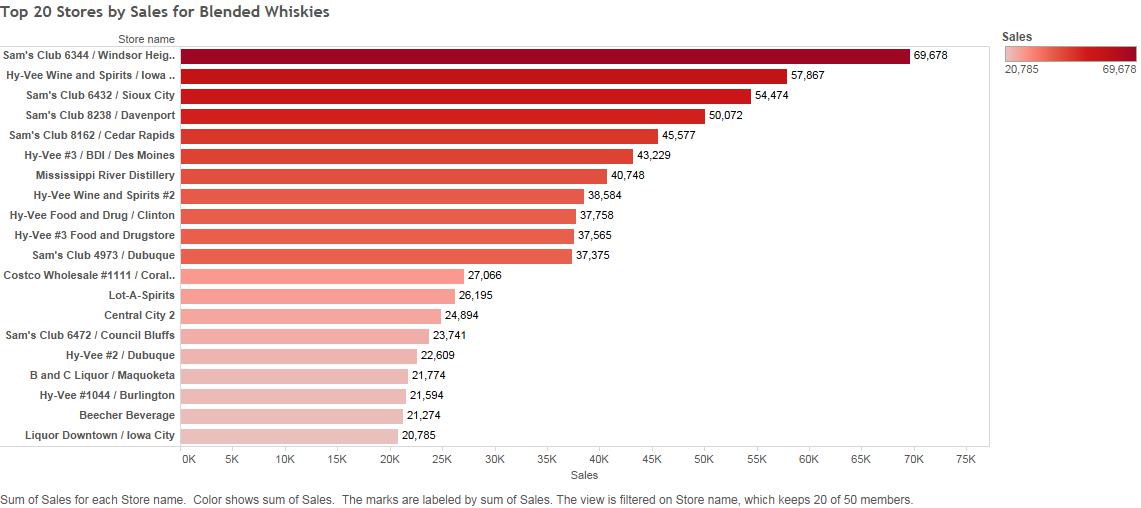 Top 20 Stores by Sales for Blended Whiskies
Store name
Sales
20,785 69,678
Sam's Club 6344 / Windsor Heig.. 69,678
Hy-Vee Wine and Spirits / Iowa .. 57,867
Sam's Club 6432 / Sioux City 54,474
Sam's Club 8238 / Davenport 50,072
Sam's Club 8162 / Cedar Rapids 45,577
Hy-Vee #3 / BDI / Des Moines 43,229
Mississippi River Distillery 40,748
Hy-Vee Wine and Spirits #2 38,584
Hy-Vee Food and Drug / Clinton 37,758
Hy-Vee #3 Food and Drugstore 37,565
Sam's Club 4973 / Dubuque 37,375
Costco Wholesale #1111 / Coral.. 27,066
Lot-A-Spirits 26,195
Central City 2 24,894
Sam's Club 6472 / Council Bluffs 23,741
Hy-Vee #2 / Dubuque 22,609
B and C Liquor / Maquoketa 21,774
Hy-Vee #1044 / Burlington 21,594
Beecher Beverage 21,274
Liquor Downtown / Iowa City 20,785
0K 5K 10K 15K 20K 25K 30K 35K 40K 45K 50K 55K 60K 65K 70K 75K
Sales
Sum of Sales for each Store name. Color shows sum of Sales. The marks are labeled by sum of Sales. The view is filtered on Store name, which keeps 20 of 50 members.